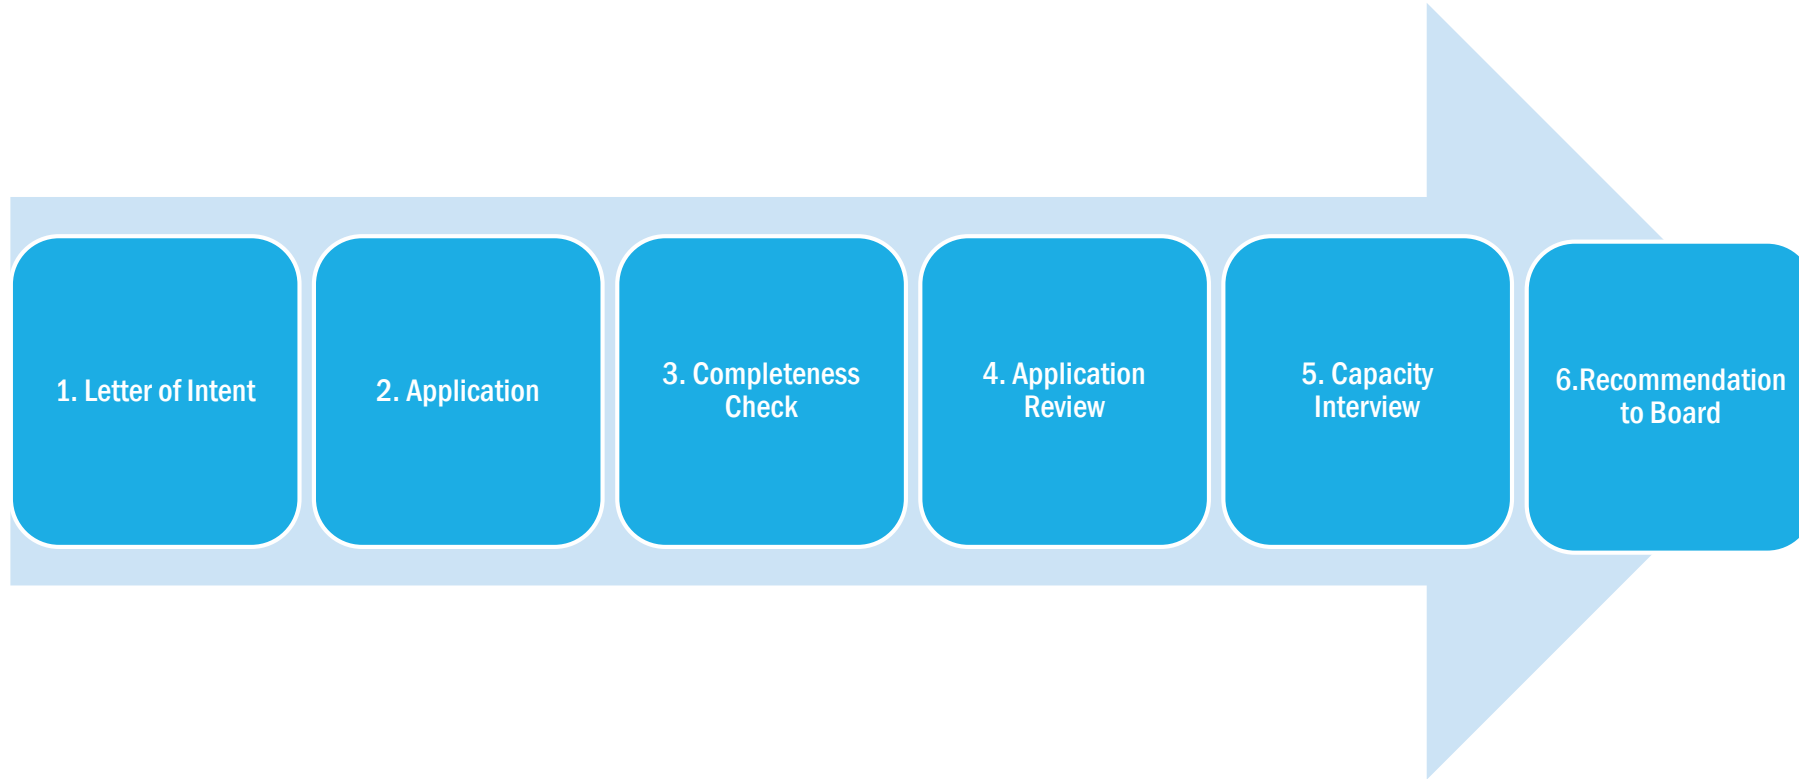 1. Letter of Intent
2. Application
3. Completeness
Check
4. Application
Review
5. Capacity
Interview
6.Recommendation
to Board